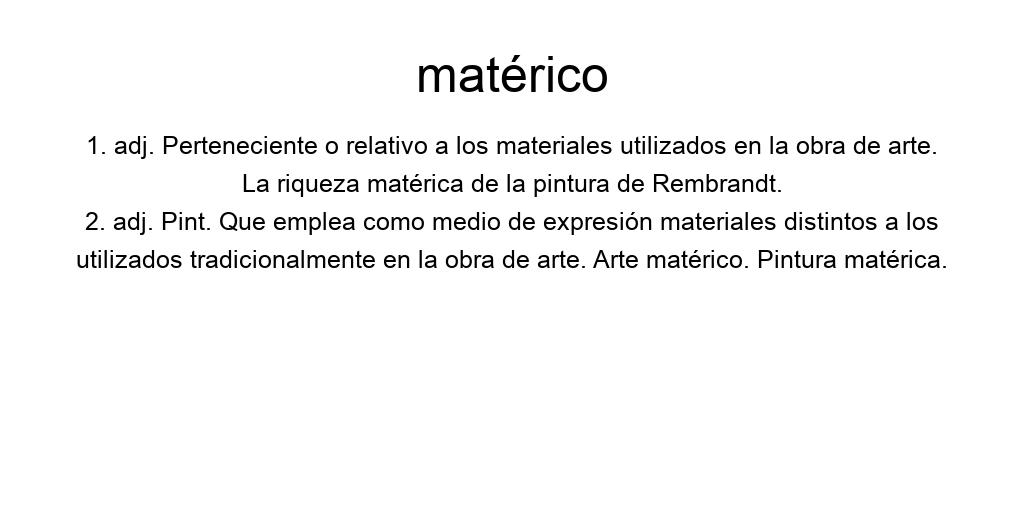 matérico
1. adj. Perteneciente o relativo a los materiales utilizados en la obra de arte.
La riqueza matérica de la pintura de Rembrandt.
2. adj. Pint. Que emplea como medio de expresión materiales distintos a los
utilizados tradicionalmente en la obra de arte. Arte matérico. Pintura matérica.